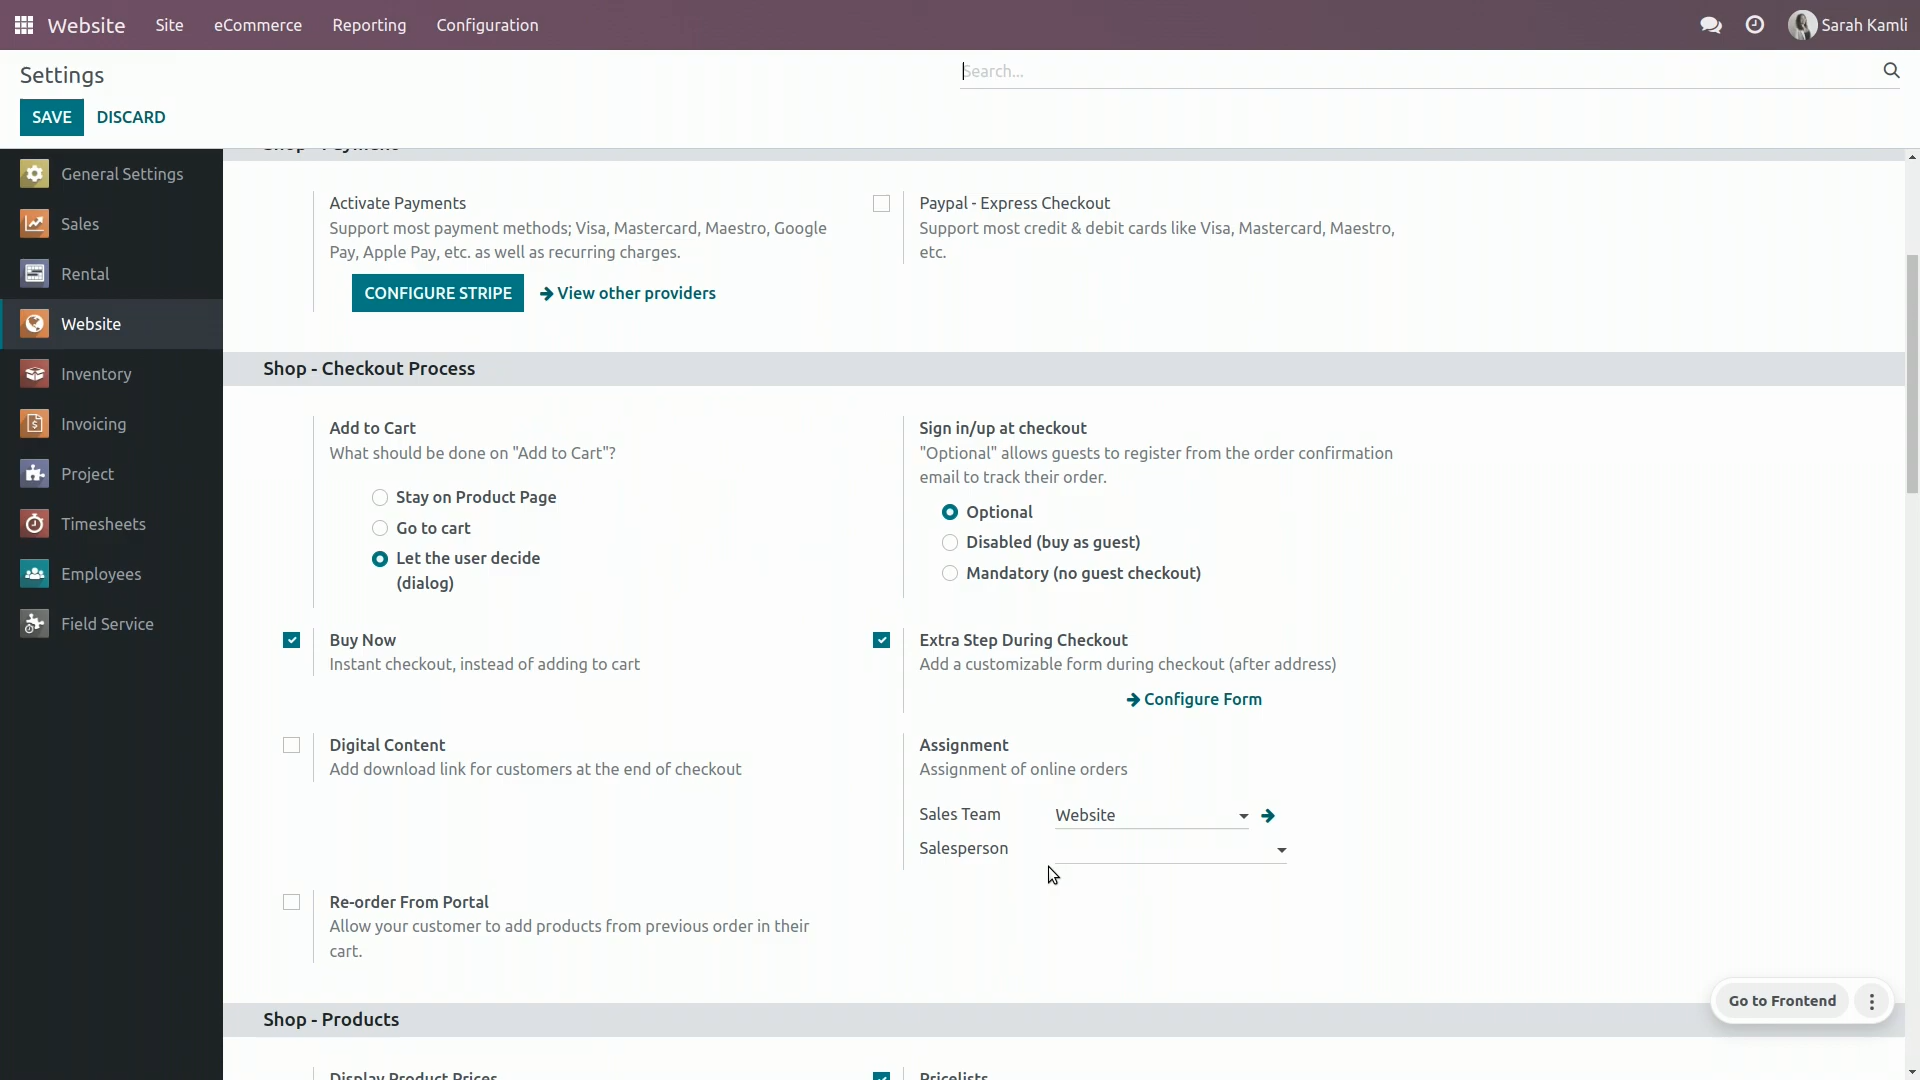 Website Site eCommerce Reporting Configuration Sarah Kamli
Settings
Search...
SAVE DISCARD
General Settings
Sales
Rental
Website
Inventory
Invoicing
Project
Timesheets
Employees
Field Service
Activate Payments
Support most payment methods; Visa, Mastercard, Maestro, Google
Pay, Apple Pay, etc. as well as recurring charges.
CONFIGURE STRIPE View other providers
Paypal - Express Checkout
Support most credit & debit cards like Visa, Mastercard, Maestro,
etc.
Shop - Checkout Process
Add to Cart
What should be done on "Add to Cart"?
Stay on Product Page
Go to cart
Let the user decide
(dialog)
Sign in/up at checkout
"Optional" allows guests to register from the order confirmation
email to track their order.
Optional
Disabled (buy as guest)
Mandatory (no guest checkout)
Buy Now
Instant checkout, instead of adding to cart
Extra Step During Checkout
Add a customizable form during checkout (after address)
Configure Form
Digital Content
Add download link for customers at the end of checkout
Assignment
Assignment of online orders
Sales Team Website
Salesperson
Re-order From Portal
Allow your customer to add products from previous order in their
cart.
Go to Frontend
Shop - Products
Display Product Prices
Pricelists